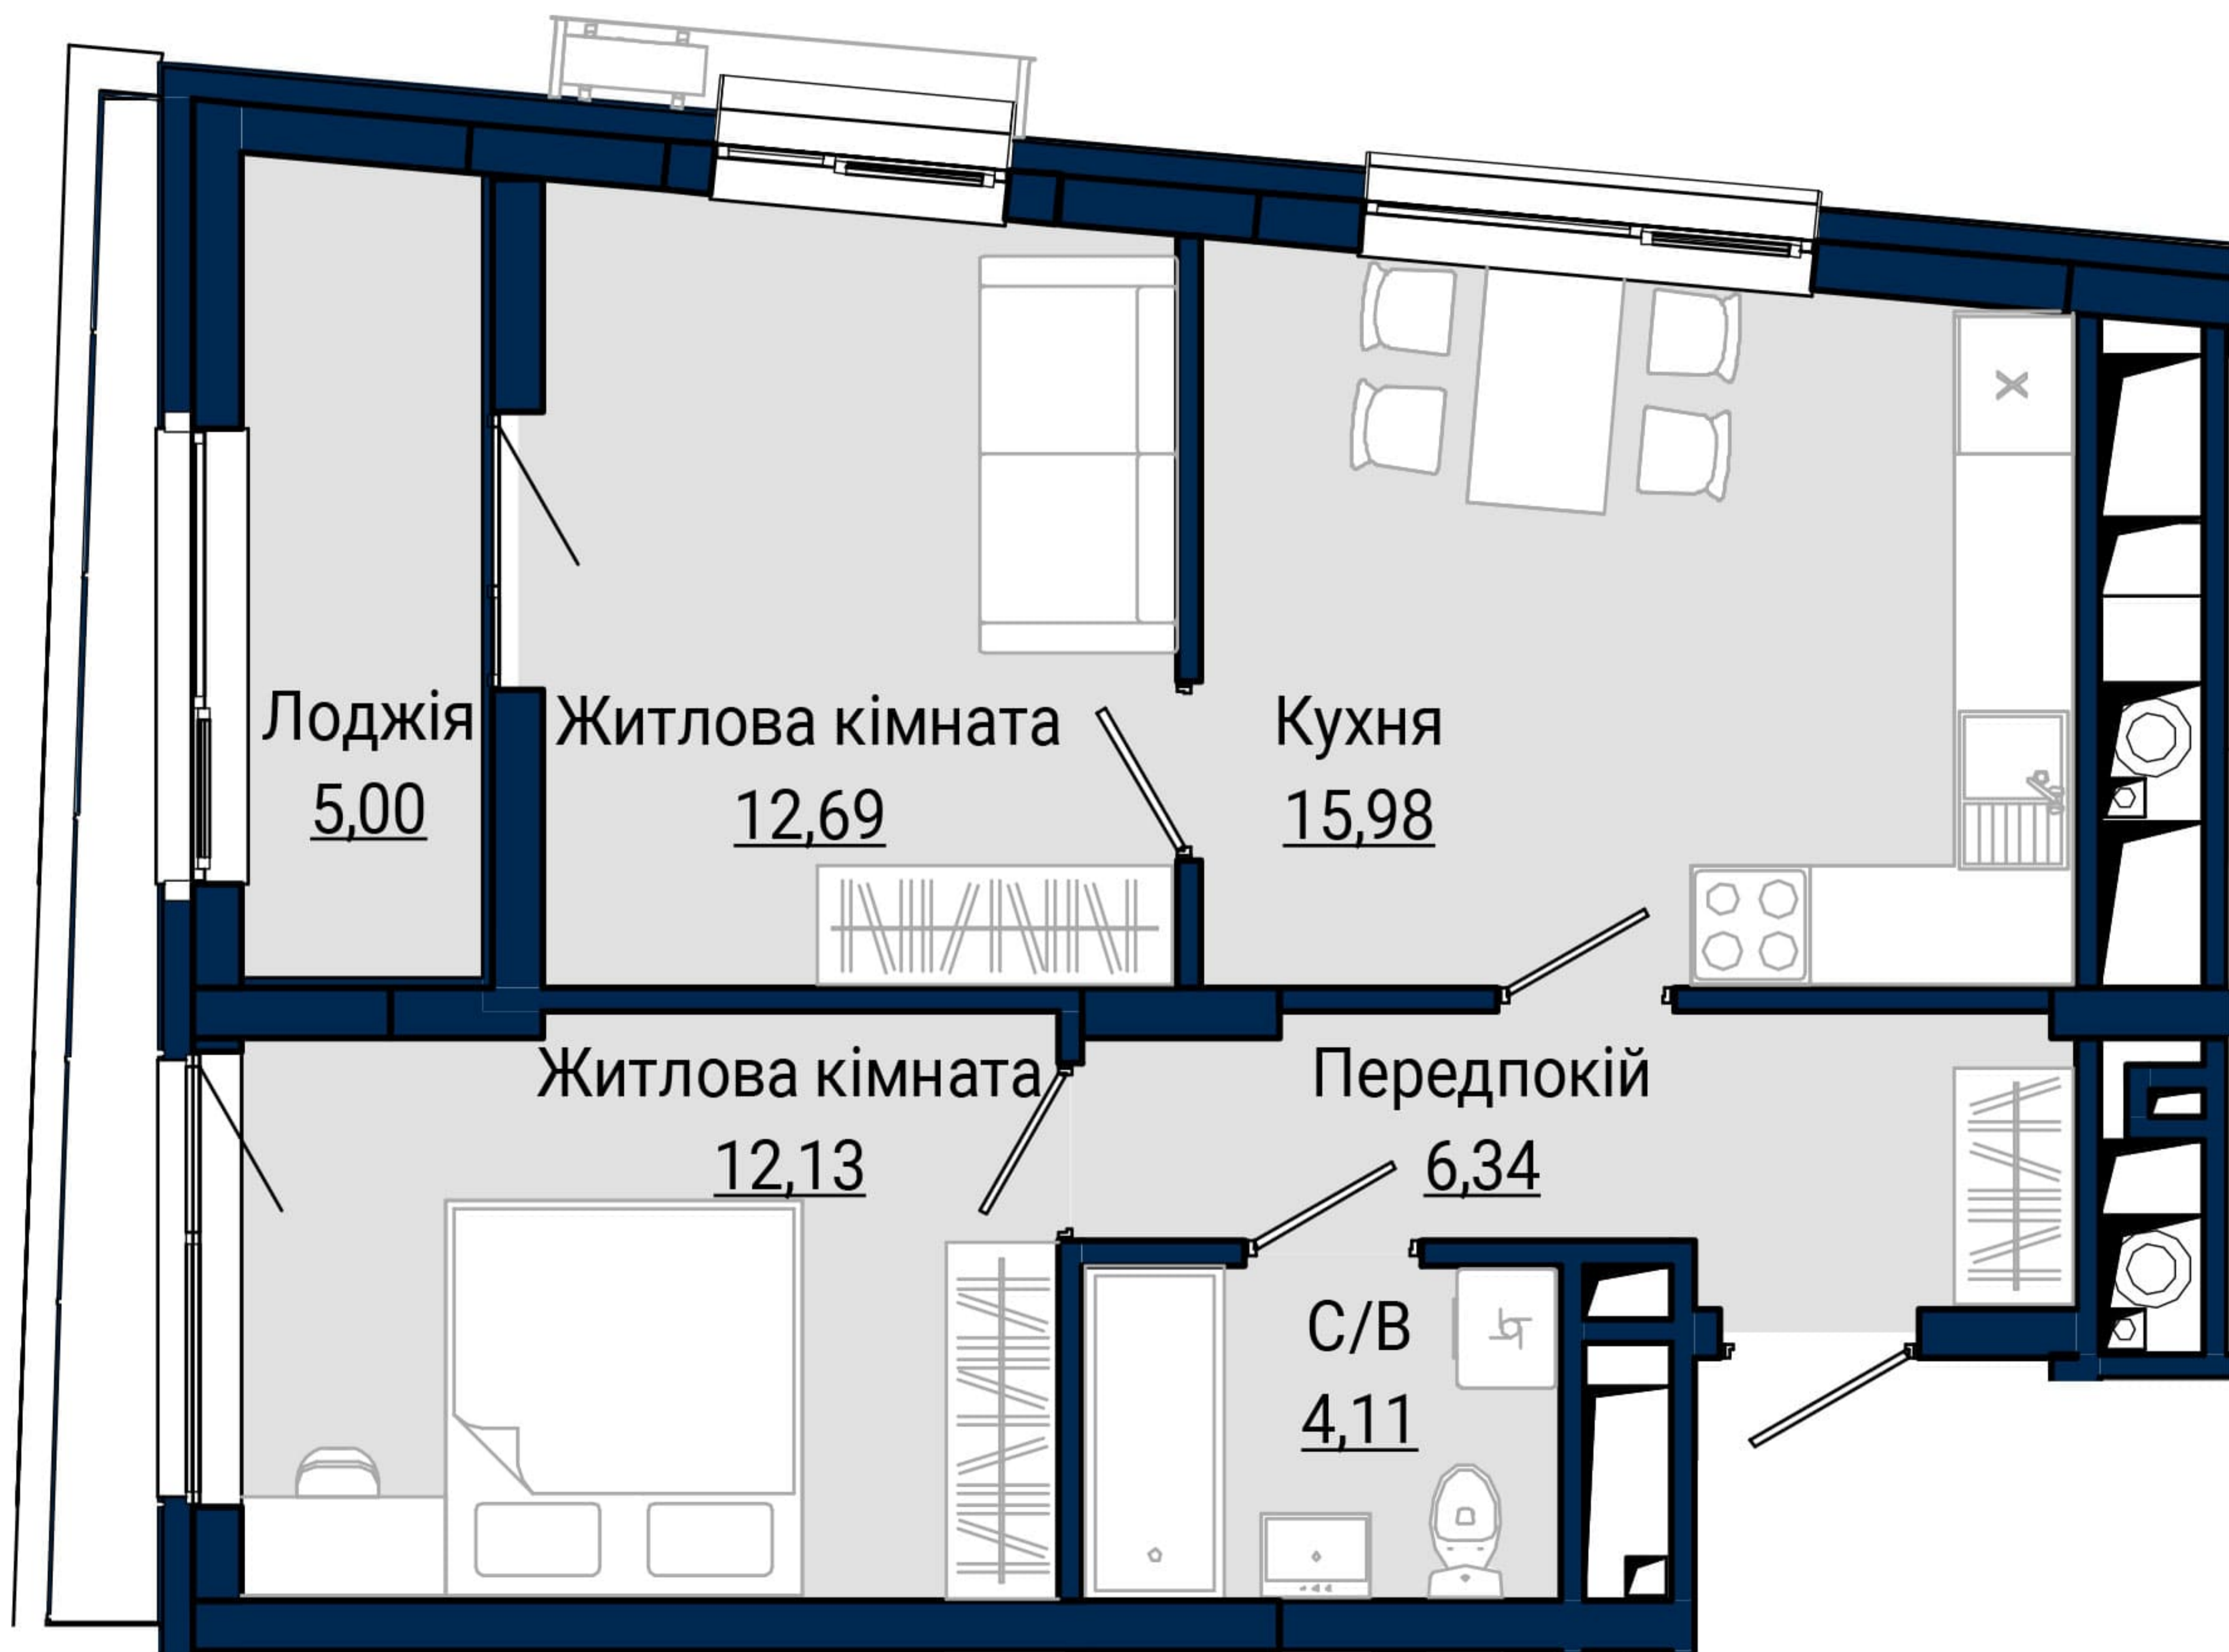 Лоджія
5,00
Житлова кімната
12,69
Кухня
15,98
Житлова кімната
12,13
Передпокій
6,34
С/В
4,11